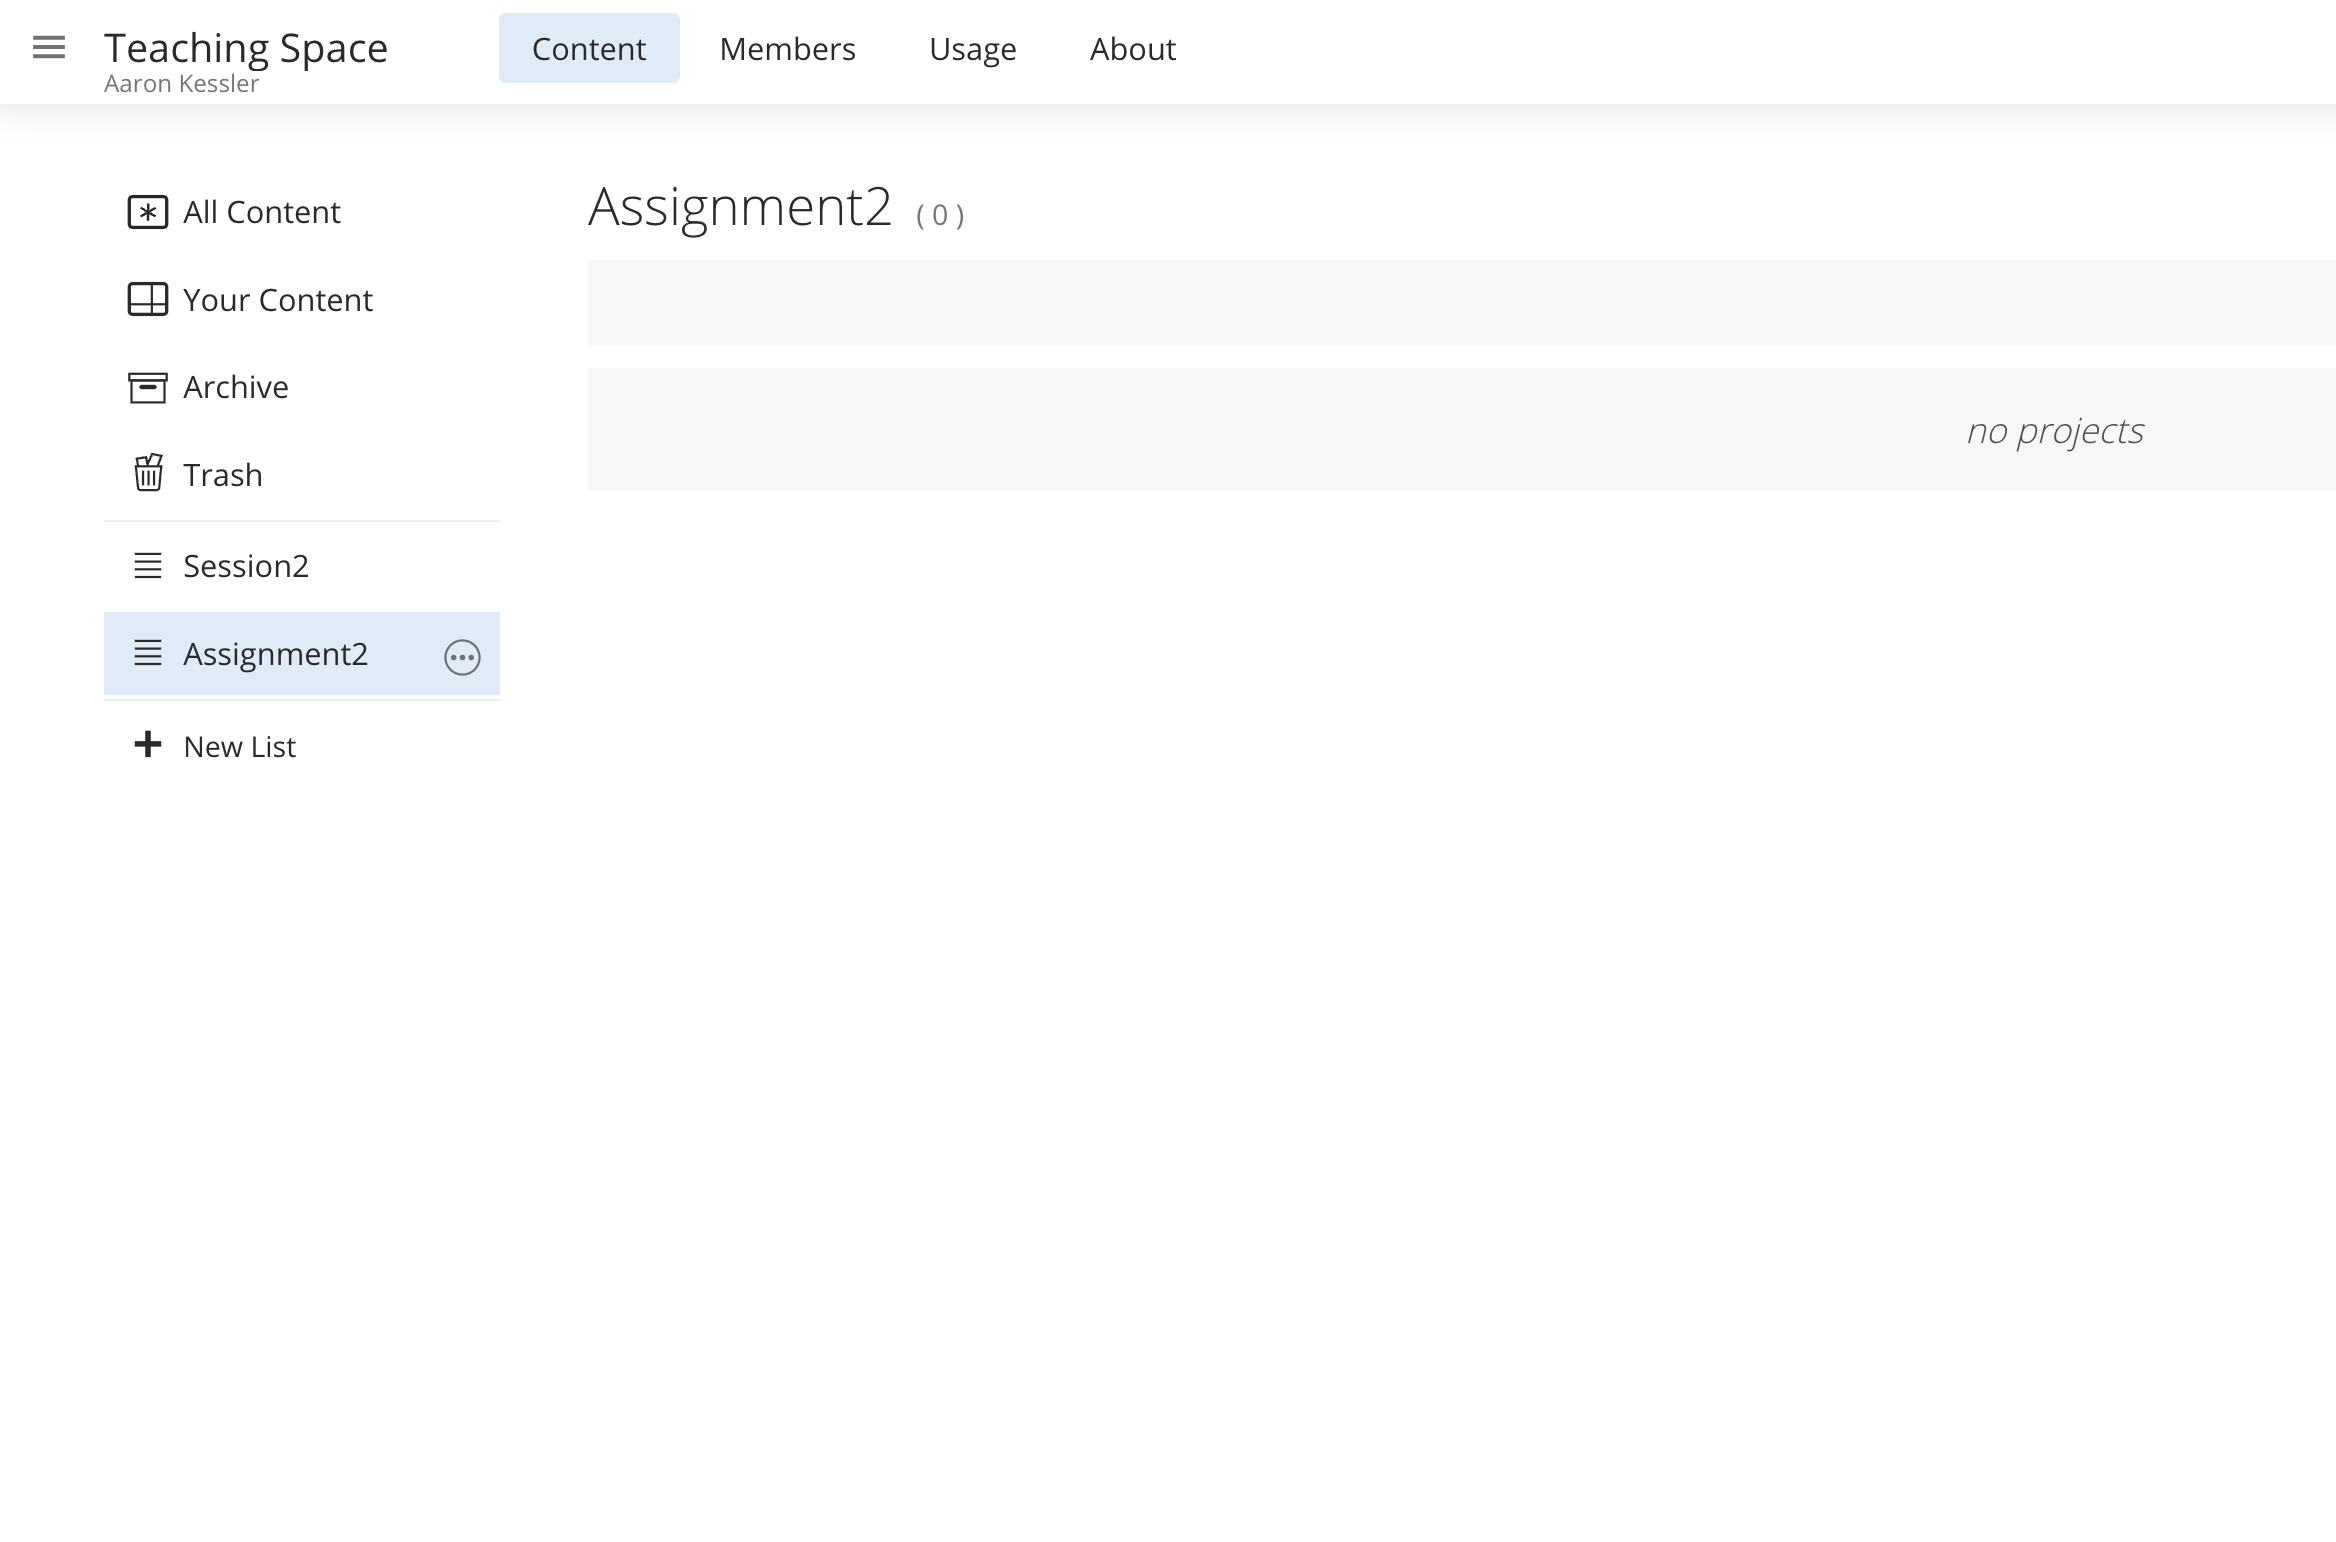 Teaching Space
Aaron Kessler
Content
Members
Usage
About
All Content
Your Content
Archive
Trash
Session2
Assignment2
New List
Assignment2 ( 0 )
no projects